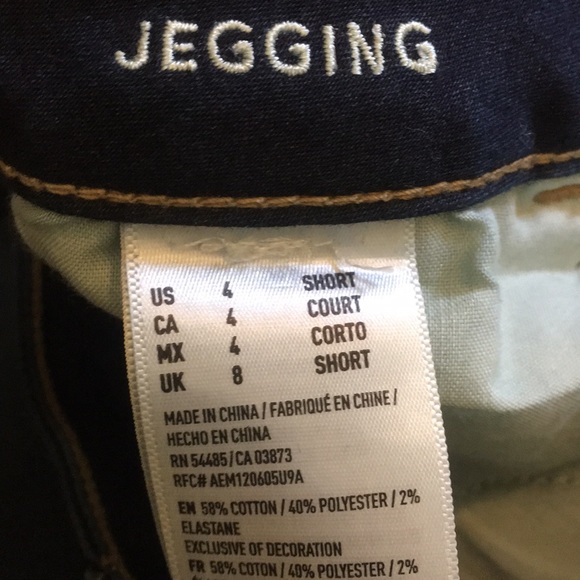 JEGGING
US 4 SHORT
CA 4 COURT
MX 4 CORTO
UK 8 SHORT
MADE IN CHINA / FABRIQUÉ EN CHINE /
HECHO EN CHINA
RN 54485 / CA 03873
RFC# AEM120605U9A
EN 58% COTTON / 40% POLYESTER / 2%
ELASTANE
EXCLUSIVE OF DECORATION
FR 58% COTON / 40% POLYESTER / 2%